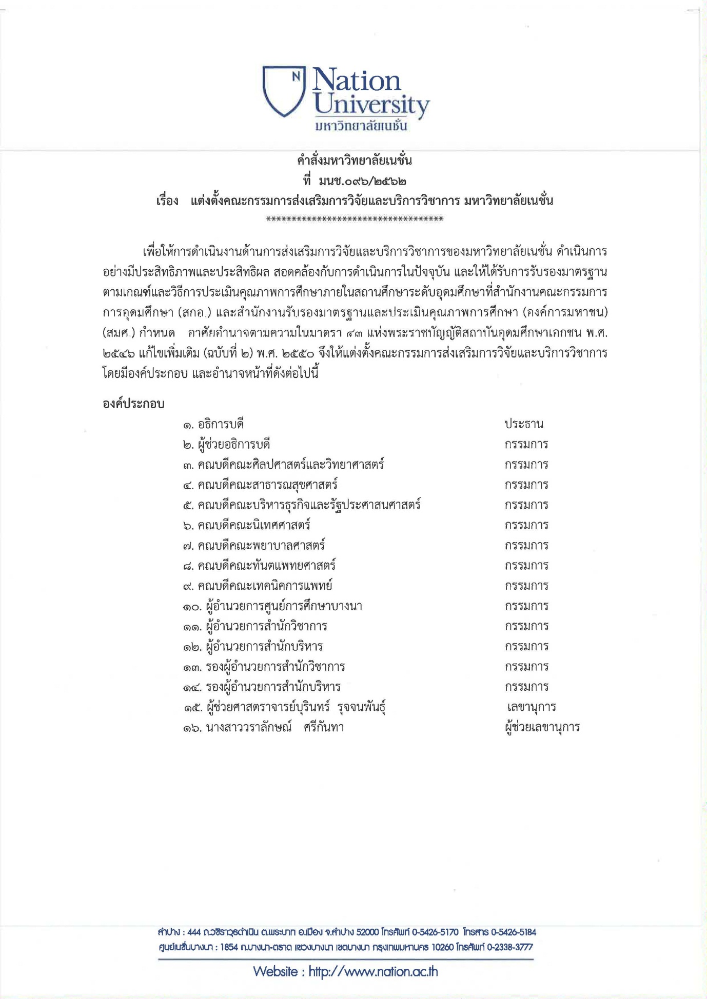 N Nation
University
มหาวิทยาลัยเนชั่น
คำสั่งมหาวิทยาลัยเนชั่น
ที่ มนช.๐๙๖/๒๕๖๒
เรื่อง แต่งตั้งคณะกรรมการส่งเสริมการวิจัยและบริการวิชาการ มหาวิทยาลัยเนชั่น
***********************************
เพื่อให้การดำเนินงานด้านการส่งเสริมการวิจัยและบริการวิชาการของมหาวิทยาลัยเนชั่น ดำเนินการ
อย่างมีประสิทธิภาพและประสิทธิผล สอดคล้องกับการดำเนินการในปัจจุบัน และให้ได้รับการรับรองมาตรฐาน
ตามเกณฑ์และวิธีการประเมินคุณภาพการศึกษาภายในสถานศึกษาระดับอุดมศึกษาที่สำนักงานคณะกรรมการ
การอุดมศึกษา (สกอ.) และสำนักงานรับรองมาตรฐานและประเมินคุณภาพการศึกษา (องค์การมหาชน)
(สมศ.) กำหนด อาศัยอำนาจตามความในมาตรา ๔๓ แห่งพระราชบัญญัติสถาบันอุดมศึกษาเอกชน พ.ศ.
๒๕๔๖ แก้ไขเพิ่มเติม (ฉบับที่ ๒) พ.ศ. ๒๕๕๐ จึงให้แต่งตั้งคณะกรรมการส่งเสริมการวิจัยและบริการวิชาการ
โดยมีองค์ประกอบ และอำนาจหน้าที่ดังต่อไปนี้
องค์ประกอบ
๑. อธิการบดี ประธาน
๒. ผู้ช่วยอธิการบดี กรรมการ
๓. คณบดีคณะศิลปศาสตร์และวิทยาศาสตร์ กรรมการ
๔. คณบดีคณะสาธารณสุขศาสตร์ กรรมการ
๕. คณบดีคณะบริหารธุรกิจและรัฐประศาสนศาสตร์ กรรมการ
๖. คณบดีคณะนิเทศศาสตร์ กรรมการ
๗. คณบดีคณะพยาบาลศาสตร์ กรรมการ
๘. คณบดีคณะทันตแพทยศาสตร์ กรรมการ
๙. คณบดีคณะเทคนิคการแพทย์ กรรมการ
๑๐. ผู้อำนวยการศูนย์การศึกษาบางนา กรรมการ
๑๑. ผู้อำนวยการสำนักวิชาการ กรรมการ
๑๒. ผู้อำนวยการสำนักบริหาร กรรมการ
๑๓. รองผู้อำนวยการสำนักวิชาการ กรรมการ
๑๔. รองผู้อำนวยการสำนักบริหาร กรรมการ
๑๕. ผู้ช่วยศาสตราจารย์บุรินทร์ รุจจนพันธุ์ เลขานุการ
๑๖. นางสาววราลักษณ์ ศรีกันทา ผู้ช่วยเลขานุการ
ลำปาง : 444 ถ.วชิราวุธดำเนิน ต.พระบาท อ.เมือง จ.ลำปาง 52000 โทรศัพท์ 0-5426-5170 โทรสาร 0-5426-5184
ศูนย์เนชั่นบางนา : 1854 ถ.บางนา-ตราด แขวงบางนา เขตบางนา กรุงเทพมหานคร 10260 โทรศัพท์ 0-2338-3777
Website : http://www.nation.ac.th